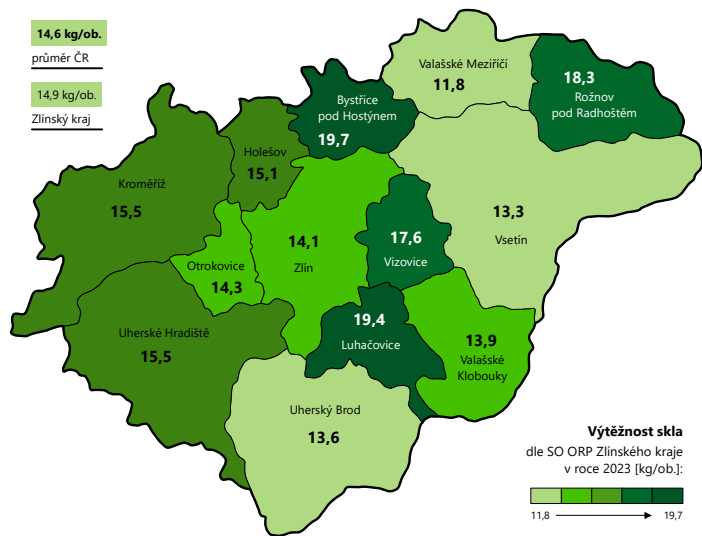 14,6 kg/ob.
průměr ČR
14,9 kg/ob.
Zlínský kraj
Valašské Meziříčí
11,8
18,3
Rožnov
pod Radhoštěm
Bystřice
pod Hostýnem
19,7
Holešov
15,1
Kroměříž
15,5
13,3
Vsetín
14,1
Zlín
17,6
Vizovice
Otrokovice
14,3
Uherské Hradiště
15,5
19,4
Luhačovice
13,9
Valašské
Klobouky
Uherský Brod
13,6
Výtěžnost skla
dle SO ORP Zlínského kraje
v roce 2023 [kg/ob.]:
11,8
19,7